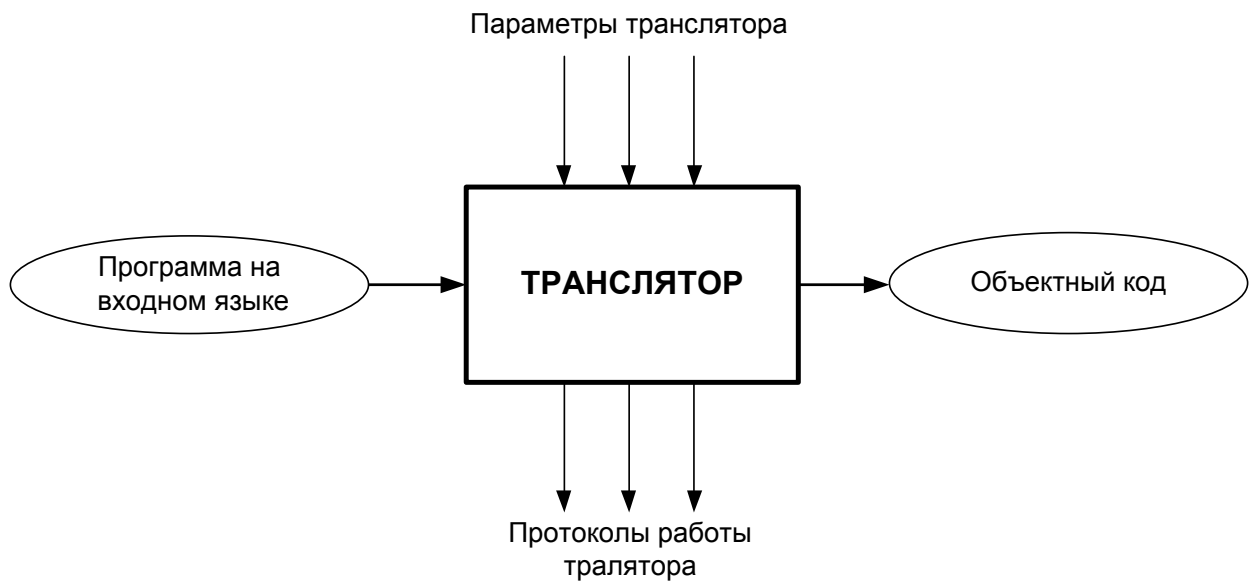 Параметры транслятора
Программа на
входном языке
ТРАНСЛЯТОР
Объектный код
Протоколы работы
тралятора